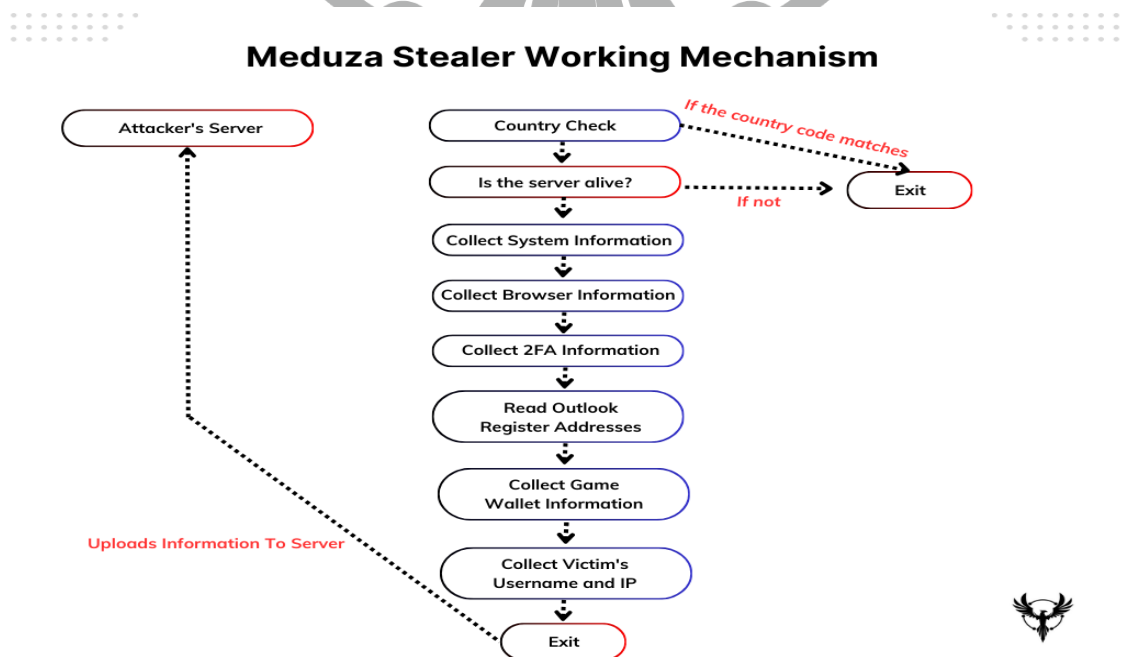 Meduza Stealer Working Mechanism
Attacker's Server
Country Check
If the country code matches
Is the server alive?
Exit
If not
Collect System Information
Collect Browser Information
Collect 2FA Information
Read Outlook
Register Addresses
Collect Game
Wallet Information
Uploads Information To Server
Collect Victim's
Username and IP
Exit